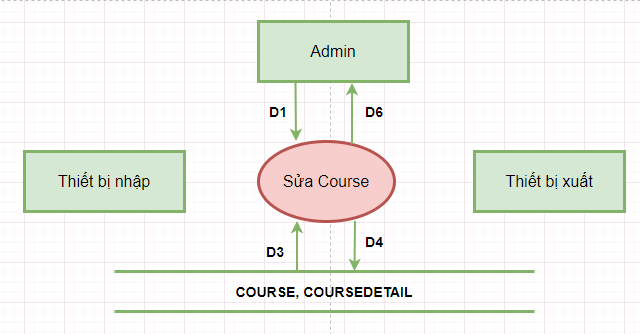 Admin
D1
D6
Thiết bị nhập
Sửa Course
Thiết bị xuất
D3
D4
COURSE, COURSEDETAIL